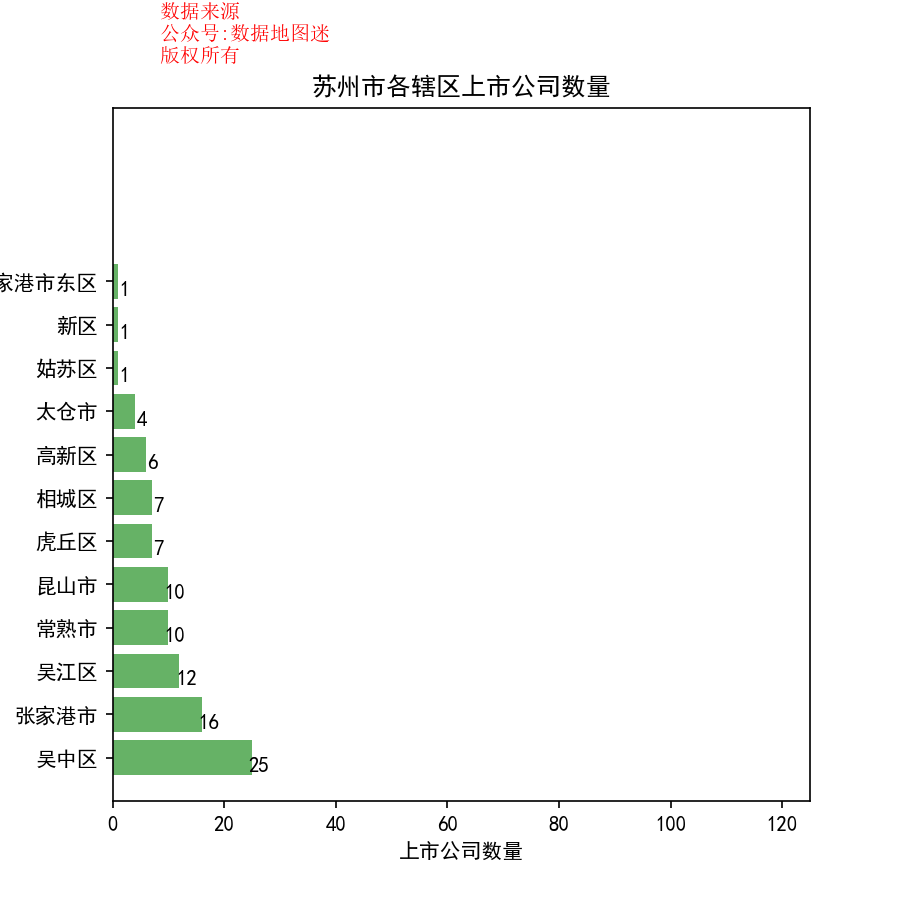 数据来源
公众号:数据地图迷
版权所有
苏州市各辖区上市公司数量
家港市东区 1
新区 1
姑苏区 1
太仓市 4
高新区 6
相城区 7
虎丘区 7
昆山市 10
常熟市 10
吴江区 12
张家港市 16
吴中区 25
0 20 40 60 80 100 120
上市公司数量